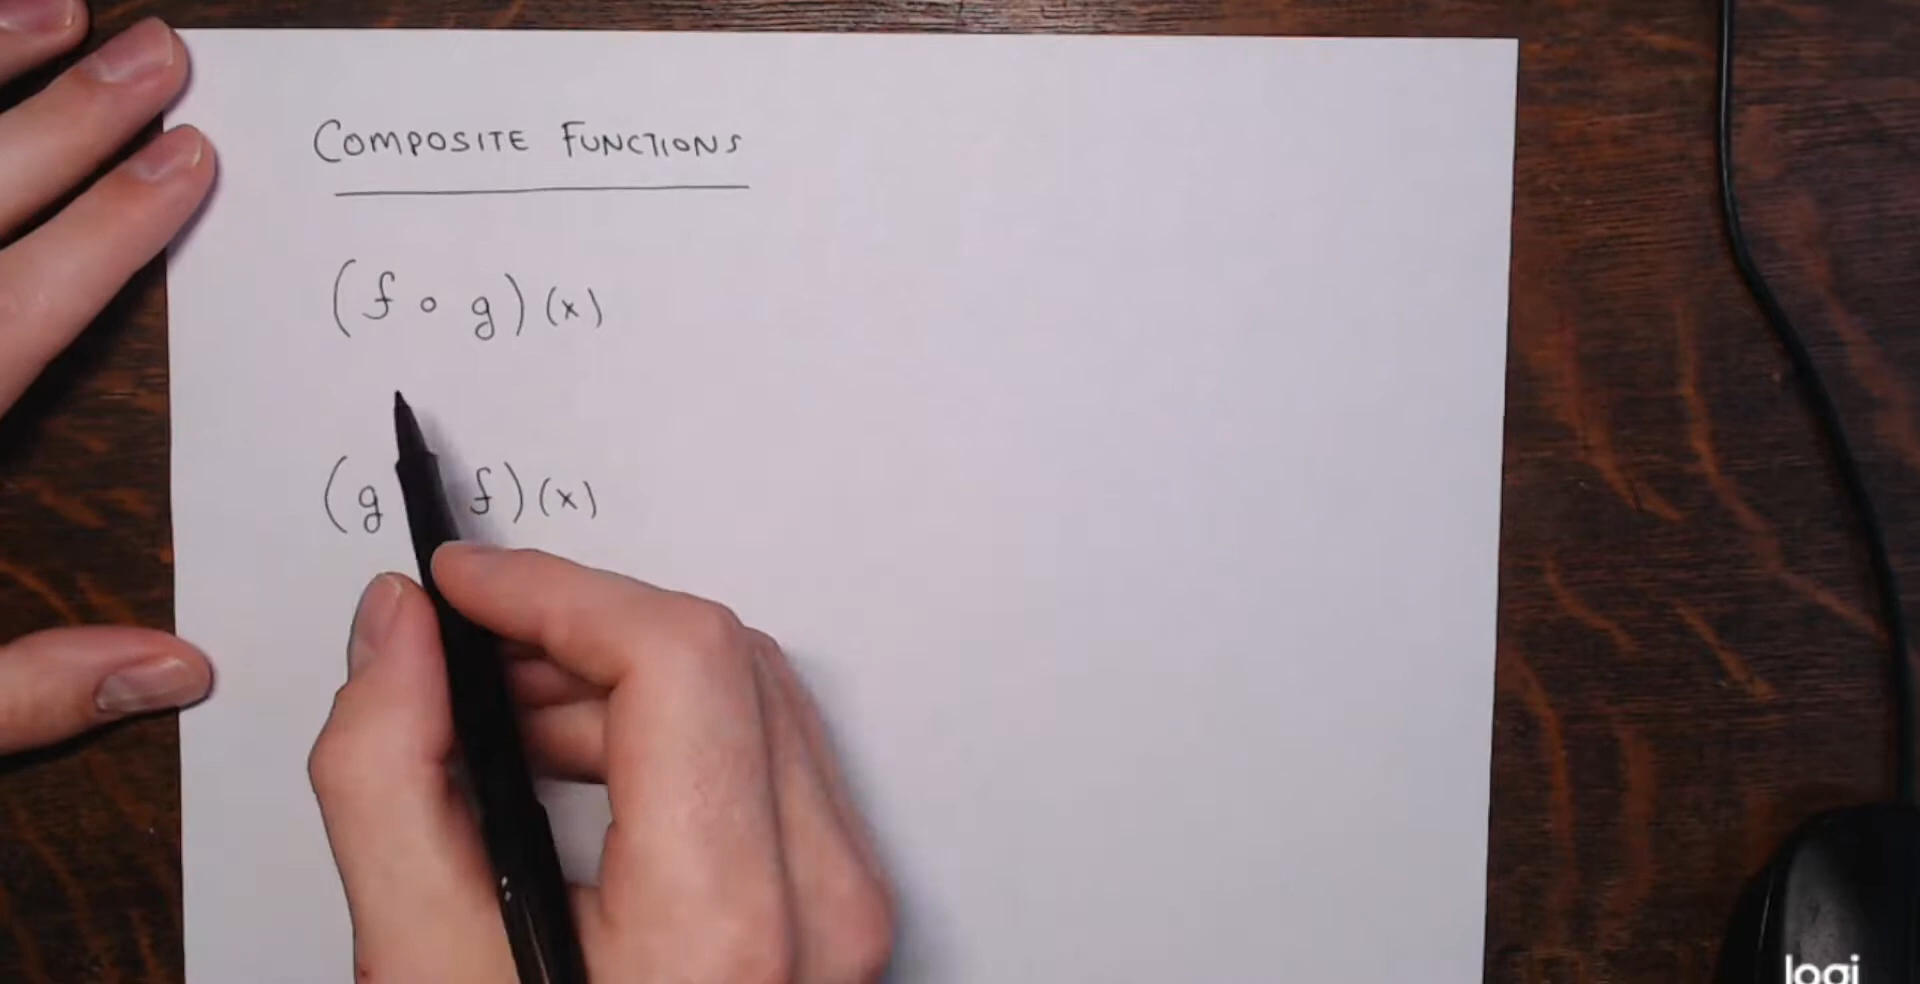 COMPOSITE FUNCTIONS
(f ∘ g)(x)
(g f)(x)
logi